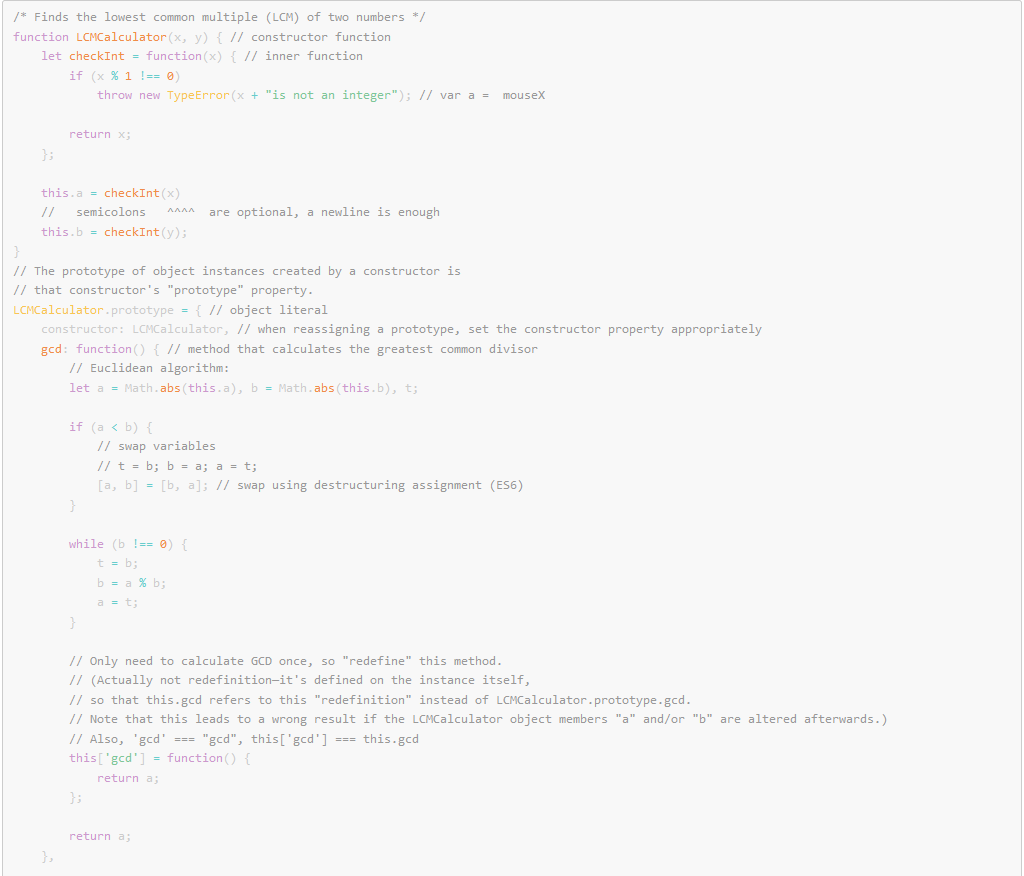 /* Finds the lowest common multiple (LCM) of two numbers */
function LCMCalculator(x, y) { // constructor function
    let checkInt = function(x) { // inner function
        if (x % 1 !== 0)
            throw new TypeError(x + "is not an integer"); // var a =  mouseX

        return x;
    };

    this.a = checkInt(x)
    //   semicolons   ^^^^  are optional, a newline is enough
    this.b = checkInt(y);
}
// The prototype of object instances created by a constructor is
// that constructor's "prototype" property.
LCMCalculator.prototype = { // object literal
    constructor: LCMCalculator, // when reassigning a prototype, set the constructor property appropriately
    gcd: function() { // method that calculates the greatest common divisor
        // Euclidean algorithm:
        let a = Math.abs(this.a), b = Math.abs(this.b), t;

        if (a < b) {
            // swap variables
            // t = b; b = a; a = t;
            [a, b] = [b, a]; // swap using destructuring assignment (ES6)
        }

        while (b !== 0) {
            t = b;
            b = a % b;
            a = t;
        }

        // Only need to calculate GCD once, so "redefine" this method.
        // (Actually not redefinition—it's defined on the instance itself,
        // so that this.gcd refers to this "redefinition" instead of LCMCalculator.prototype.gcd.
        // Note that this leads to a wrong result if the LCMCalculator object members "a" and/or "b" are altered afterwards.)
        // Also, 'gcd' === "gcd", this['gcd'] === this.gcd
        this['gcd'] = function() {
            return a;
        };

        return a;
    },